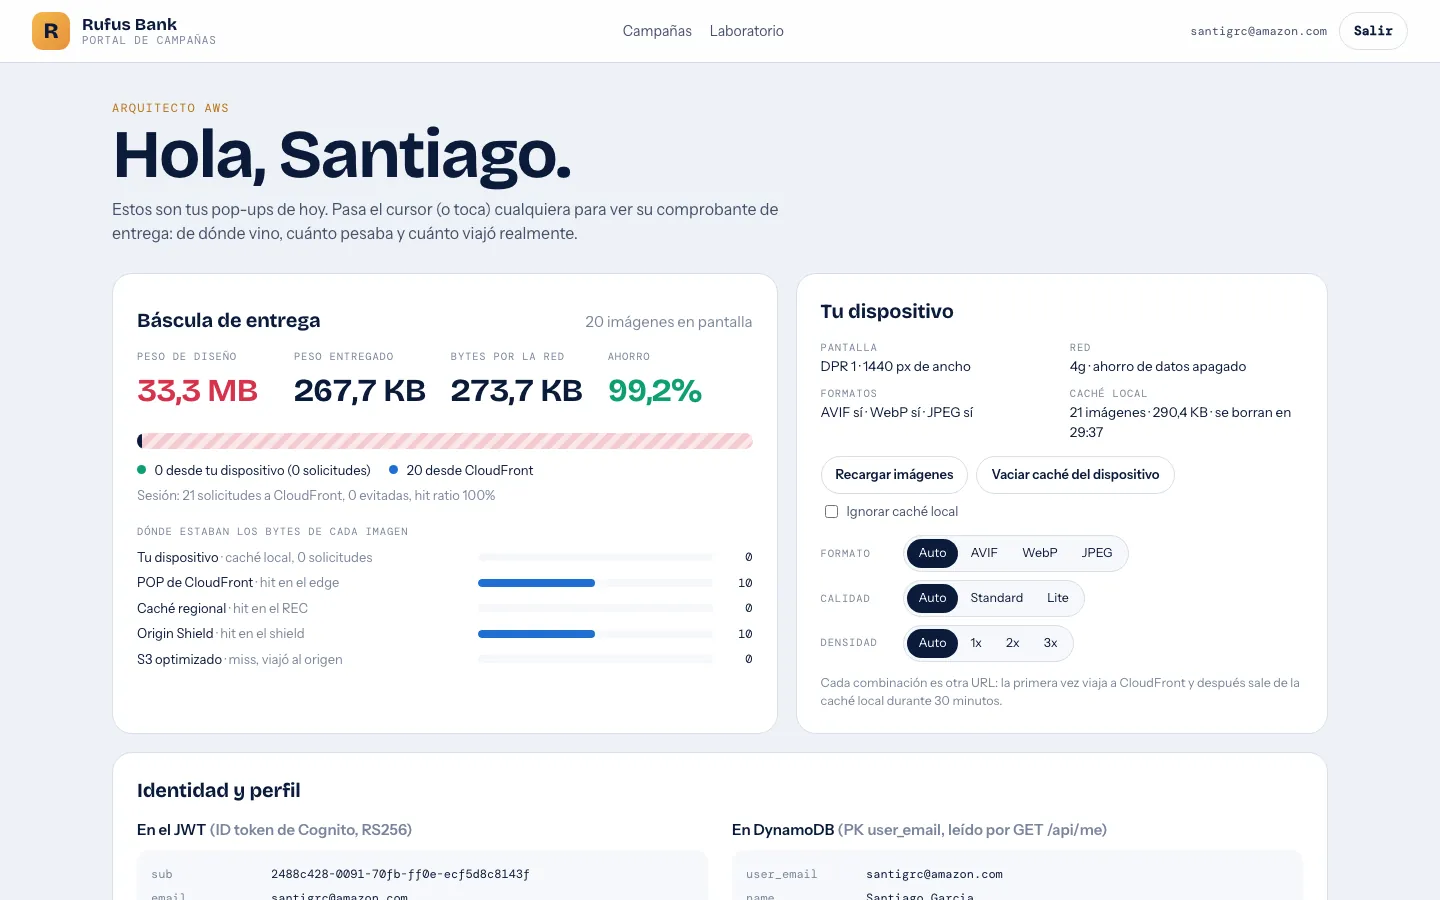 R
Rufus Bank
PORTAL DE CAMPAÑAS
Campañas
Laboratorio
santigrc@amazon.com
Salir
ARQUITECTO AWS
Hola, Santiago.
Estos son tus pop-ups de hoy. Pasa el cursor (o toca) cualquiera para ver su comprobante de
entrega: de dónde vino, cuánto pesaba y cuánto viajó realmente.
Báscula de entrega
20 imágenes en pantalla
PESO DE DISEÑO
PESO ENTREGADO
BYTES POR LA RED
AHORRO
33,3 MB
267,7 KB
273,7 KB
99,2%
0 desde tu dispositivo (0 solicitudes)
20 desde CloudFront
Sesión: 21 solicitudes a CloudFront, 0 evitadas, hit ratio 100%
DÓNDE ESTABAN LOS BYTES DE CADA IMAGEN
Tu dispositivo · caché local, 0 solicitudes 0
POP de CloudFront · hit en el edge 10
Caché regional · hit en el REC 0
Origin Shield · hit en el shield 10
S3 optimizado · miss, viajó al origen 0
Tu dispositivo
PANTALLA
DPR 1 · 1440 px de ancho
RED
4g · ahorro de datos apagado
FORMATOS
AVIF sí · WebP sí · JPEG sí
CACHÉ LOCAL
21 imágenes · 290,4 KB · se borran en
29:37
Recargar imágenes
Vaciar caché del dispositivo
Ignorar caché local
FORMATO Auto AVIF WebP JPEG
CALIDAD Auto Standard Lite
DENSIDAD Auto 1x 2x 3x
Cada combinación es otra URL: la primera vez viaja a CloudFront y después sale de la
caché local durante 30 minutos.
Identidad y perfil
En el JWT (ID token de Cognito, RS256)
sub 2488c428-0091-70fb-ff0e-ecf5d8c8143f
email santigrc@amazon.com
En DynamoDB (PK user_email, leído por GET /api/me)
user_email santigrc@amazon.com
name Santiago Garcia